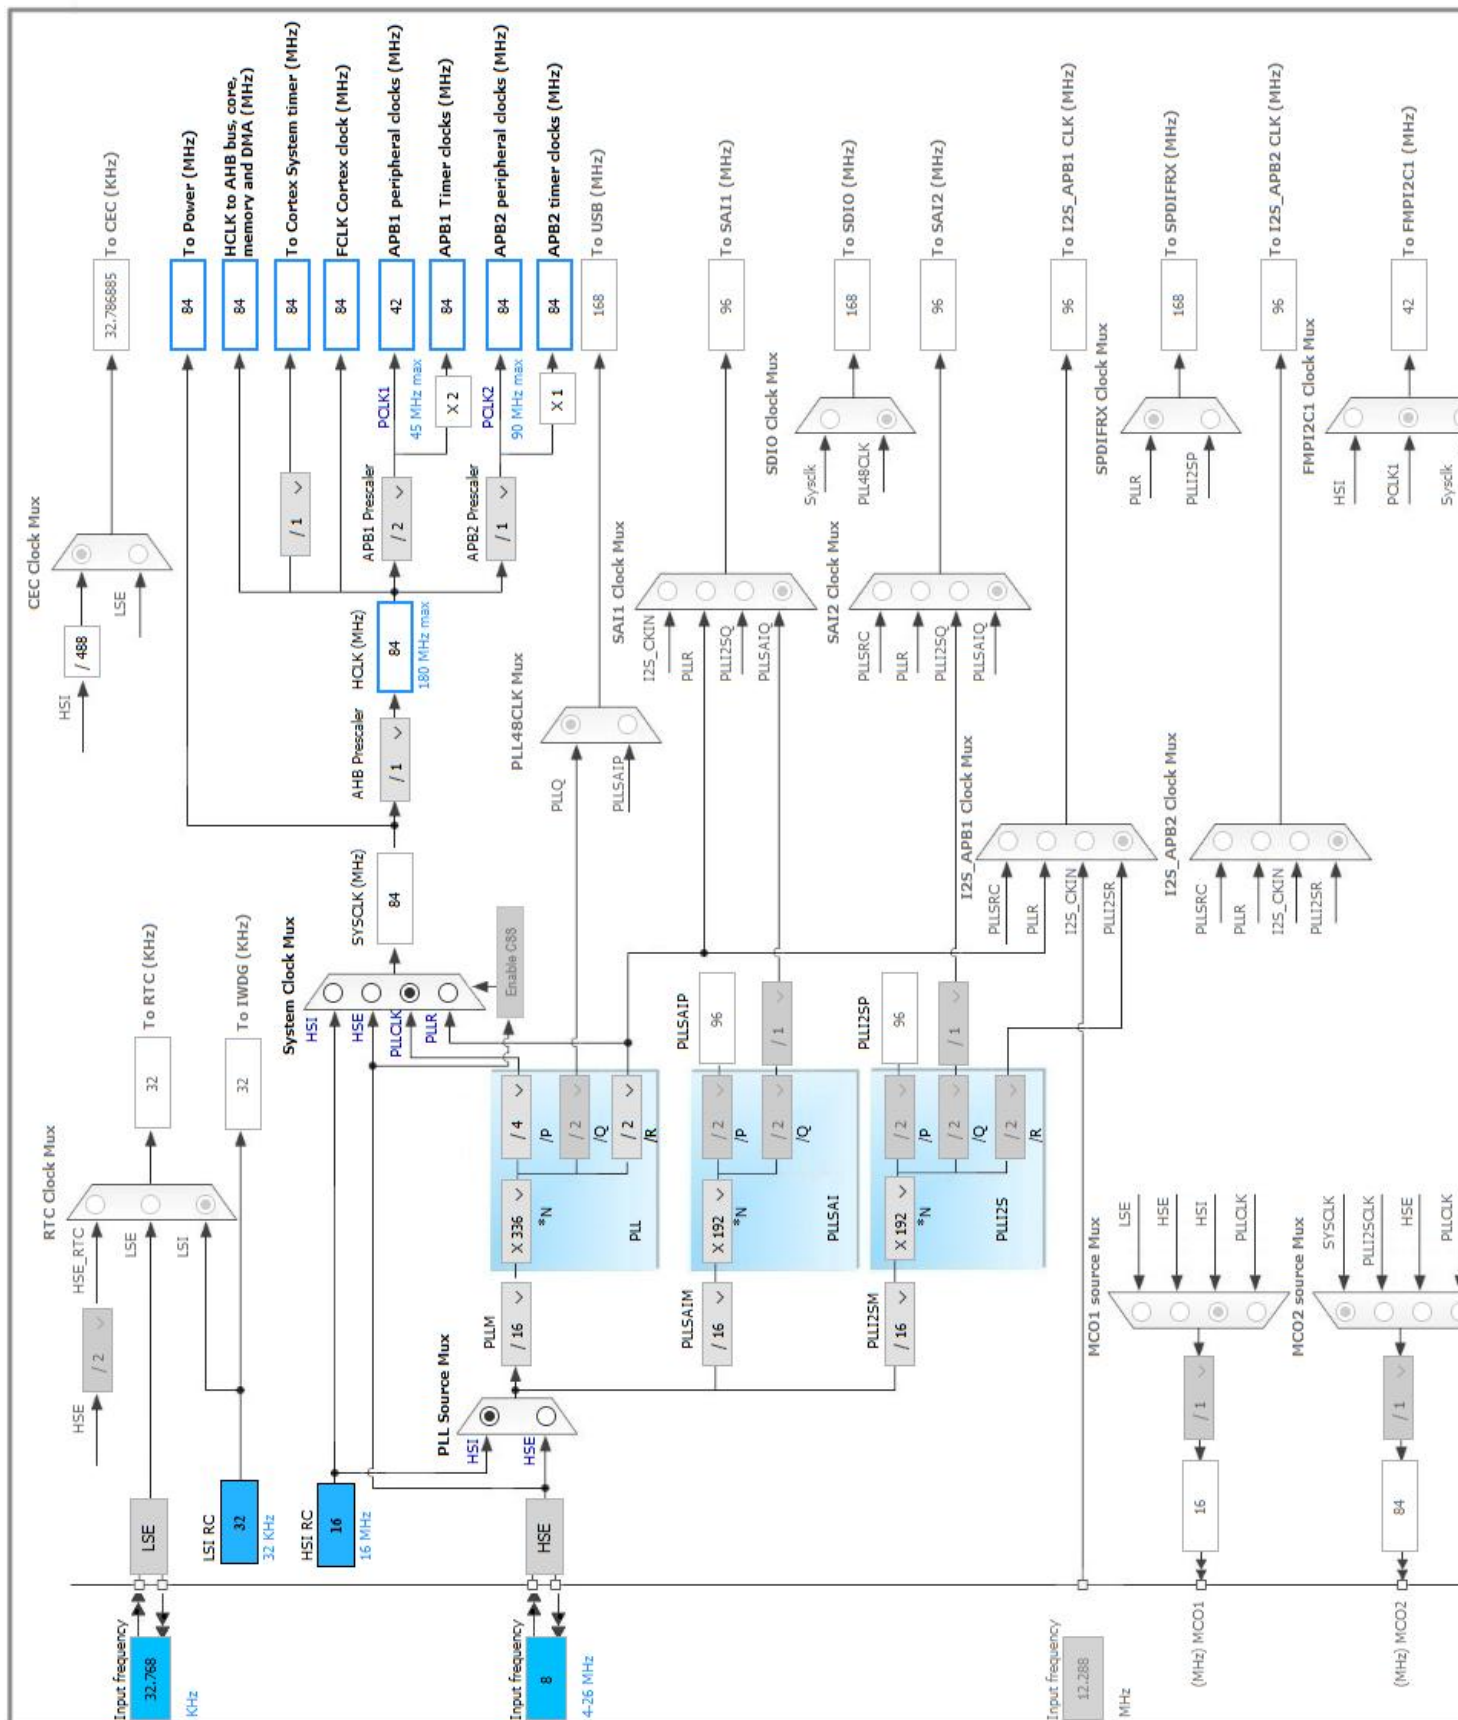 RTC Clock Mux
HSE
/ 2
HSE_RTC
LSE
LSI
32
To RTC (KHz)
32
To IWDG (KHz)
HSI
/ 488
LSE
CEC Clock Mux
32.786885
To CEC (KHz)
Input frequency
32.768
KHz
LSE
LSI RC
32
32 KHz
HSI RC
16
16 MHz
System Clock Mux
HSI
HSE
PLLCLK
PLLR
Enable CSS
SYSCLK (MHz)
84
AHB Prescaler
/ 1
HCLK (MHz)
84
180 MHz max
/ 1
APB1 Prescaler
/ 2
PCLK1
45 MHz max
X 2
APB2 Prescaler
/ 1
PCLK2
90 MHz max
X 1
84
To Power (MHz)
84
HCLK to AHB bus, core,
memory and DMA (MHz)
84
To Cortex System timer (MHz)
84
FCLK Cortex clock (MHz)
42
APB1 peripheral clocks (MHz)
84
APB1 Timer clocks (MHz)
84
APB2 peripheral clocks (MHz)
84
APB2 timer clocks (MHz)
168
To USB (MHz)
Input frequency
8
4-26 MHz
HSE
PLL Source Mux
HSI
HSE
PLLM
/ 16
X 336
*N
/ 4
/P
/ 2
/Q
/ 2
/R
PLL
PLL48CLK Mux
PLLQ
PLLSAIP
PLLSAIM
/ 16
X 192
*N
/ 2
/P
/ 2
/Q
PLLSAI
PLLSAIP
96
/ 1
SAI1 Clock Mux
I2S_CKIN
PLLR
PLLI2SQ
PLLSAIQ
96
To SAI1 (MHz)
SDIO Clock Mux
Sysclk
PLL48CLK
168
To SDIO (MHz)
PLLI2SM
/ 16
X 192
*N
/ 2
/P
/ 2
/Q
/ 2
/R
PLLI2S
PLLI2SP
96
/ 1
SAI2 Clock Mux
PLLSRC
PLLR
PLLI2SQ
PLLSAIQ
96
To SAI2 (MHz)
I2S_APB1 Clock Mux
PLLSRC
PLLR
I2S_CKIN
PLLI2SR
96
To I2S_APB1 CLK (MHz)
SPDIFRX Clock Mux
PLLR
PLLI2SP
168
To SPDIFRX (MHz)
I2S_APB2 Clock Mux
PLLSRC
PLLR
I2S_CKIN
PLLI2SR
96
To I2S_APB2 CLK (MHz)
FMPI2C1 Clock Mux
HSI
PCLK1
Sysclk
42
To FMPI2C1 (MHz)
Input frequency
12.288
MHz
MCO1 source Mux
LSE
HSE
HSI
PLLCLK
/ 1
16
(MHz) MCO1
MCO2 source Mux
SYSCLK
PLLI2SCLK
HSE
PLLCLK
/ 1
84
(MHz) MCO2